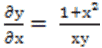 ∂y/∂x = (1+x²)/(xy)